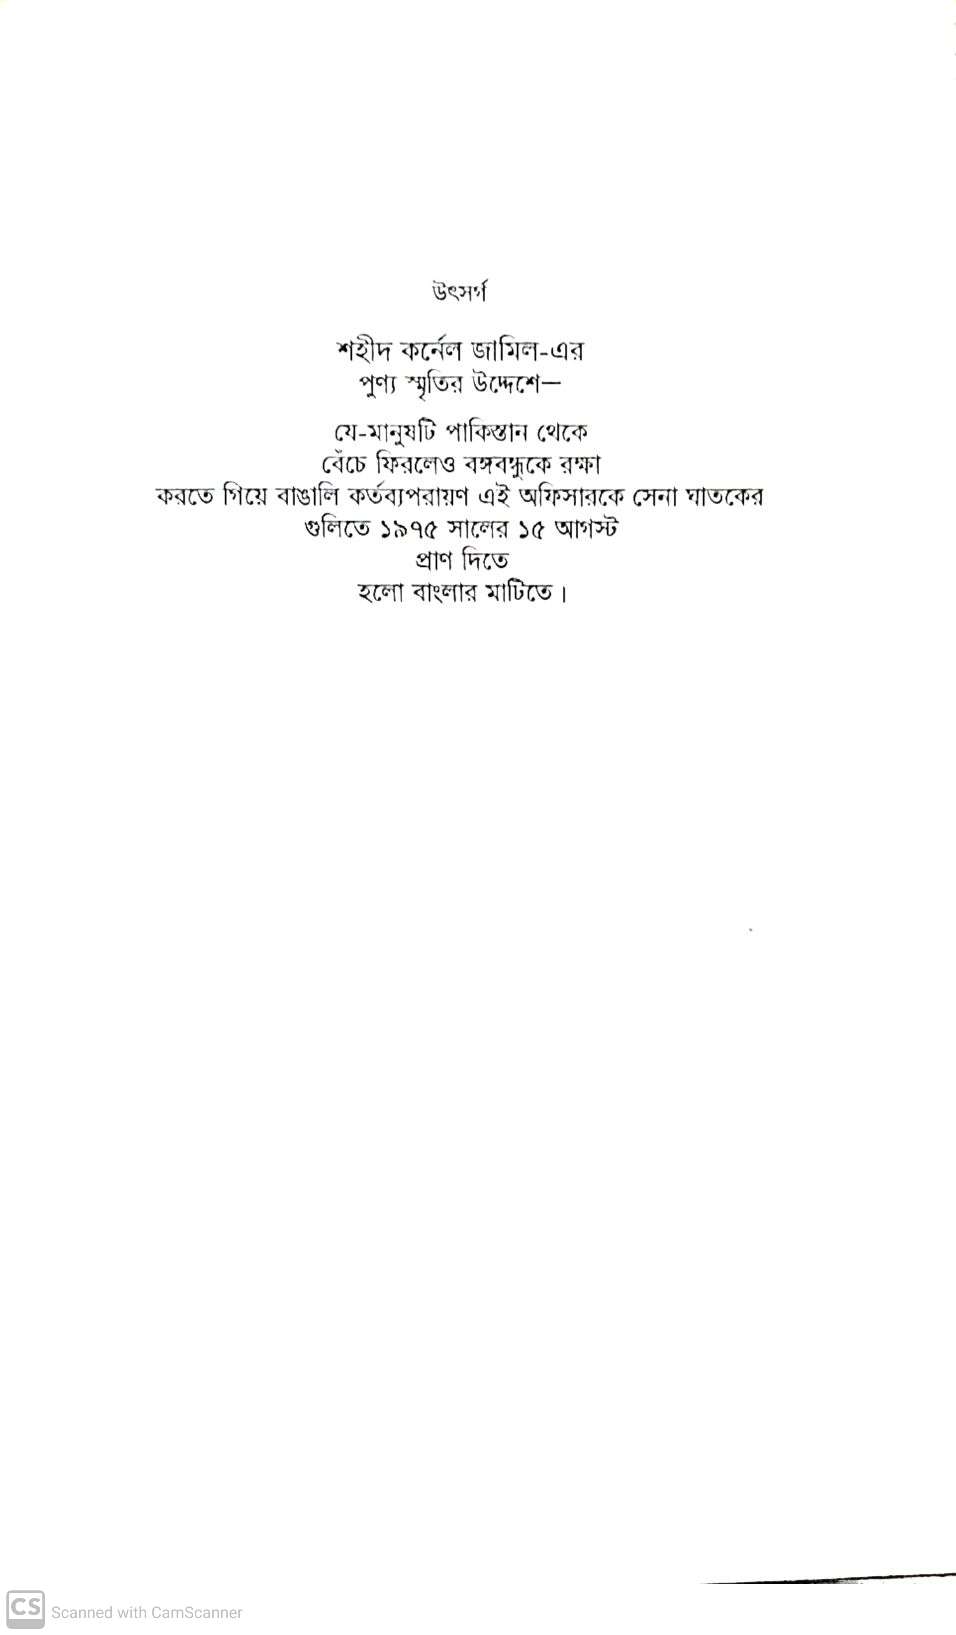 উৎসর্গ
শহীদ কর্নেল জামিল-এর
পুণ্য স্মৃতির উদ্দেশে—
যে-মানুষটি পাকিস্তান থেকে
বেঁচে ফিরলেও বঙ্গবন্ধুকে রক্ষা
করতে গিয়ে বাঙালি কর্তব্যপরায়ণ এই অফিসারকে সেনা ঘাতকের
গুলিতে ১৯৭৫ সালের ১৫ আগস্ট
প্রাণ দিতে
হলো বাংলার মাটিতে।
CS Scanned with CamScanner